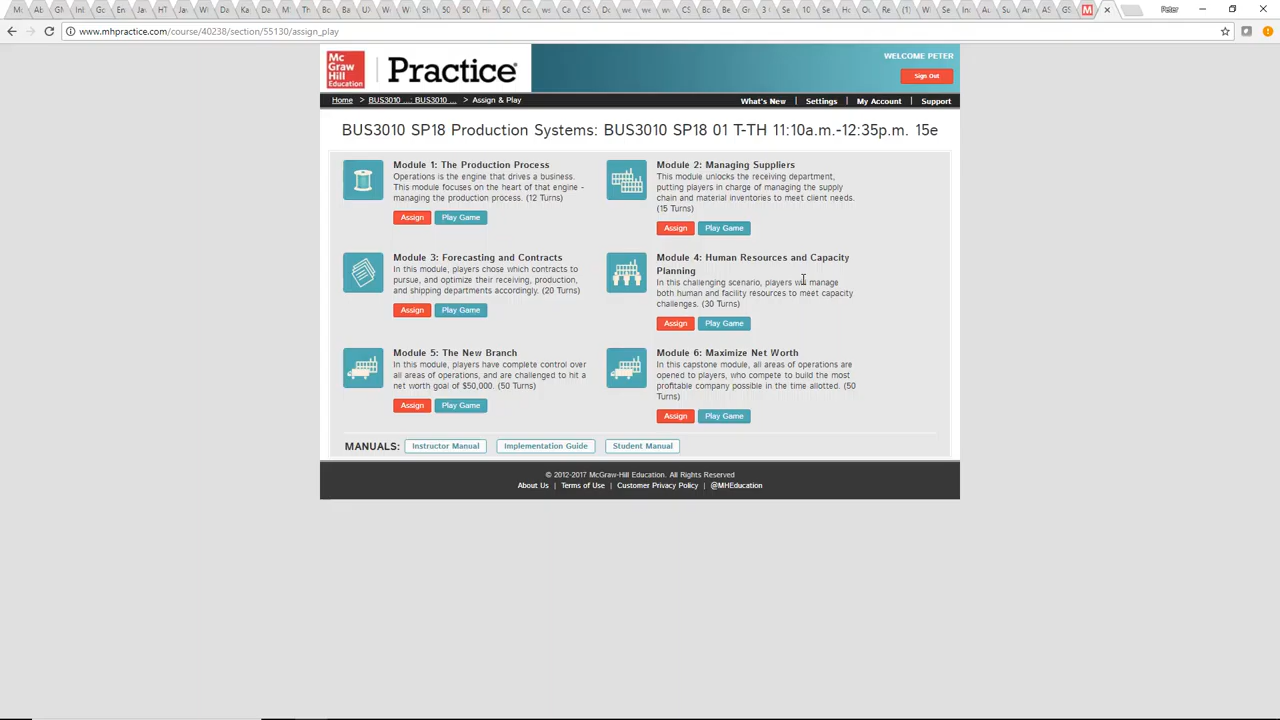 Peter
www.mhpractice.com/course/40238/section/55130/assign_play
Mc
Graw
Hill
Education
Practice
WELCOME PETER
Sign Out
Home > BUS3010 ...: BUS3010 ... > Assign & Play
What's New | Settings | My Account | Support
BUS3010 SP18 Production Systems: BUS3010 SP18 01 T-TH 11:10a.m.-12:35p.m. 15e
Module 1: The Production Process
Operations is the engine that drives a business.
This module focuses on the heart of that engine -
managing the production process. (12 Turns)
Assign Play Game
Module 2: Managing Suppliers
This module unlocks the receiving department,
putting players in charge of managing the supply
chain and material inventories to meet client needs.
(15 Turns)
Assign Play Game
Module 3: Forecasting and Contracts
In this module, players chose which contracts to
pursue, and optimize their receiving, production,
and shipping departments accordingly. (20 Turns)
Assign Play Game
Module 4: Human Resources and Capacity
Planning
In this challenging scenario, players will manage
both human and facility resources to meet capacity
challenges. (30 Turns)
Assign Play Game
Module 5: The New Branch
In this module, players have complete control over
all areas of operations, and are challenged to hit a
net worth goal of $50,000. (50 Turns)
Assign Play Game
Module 6: Maximize Net Worth
In this capstone module, all areas of operations are
opened to players, who compete to build the most
profitable company possible in the time allotted. (50
Turns)
Assign Play Game
MANUALS: Instructor Manual Implementation Guide Student Manual
© 2012-2017 McGraw-Hill Education. All Rights Reserved
About Us | Terms of Use | Customer Privacy Policy | @MHEducation